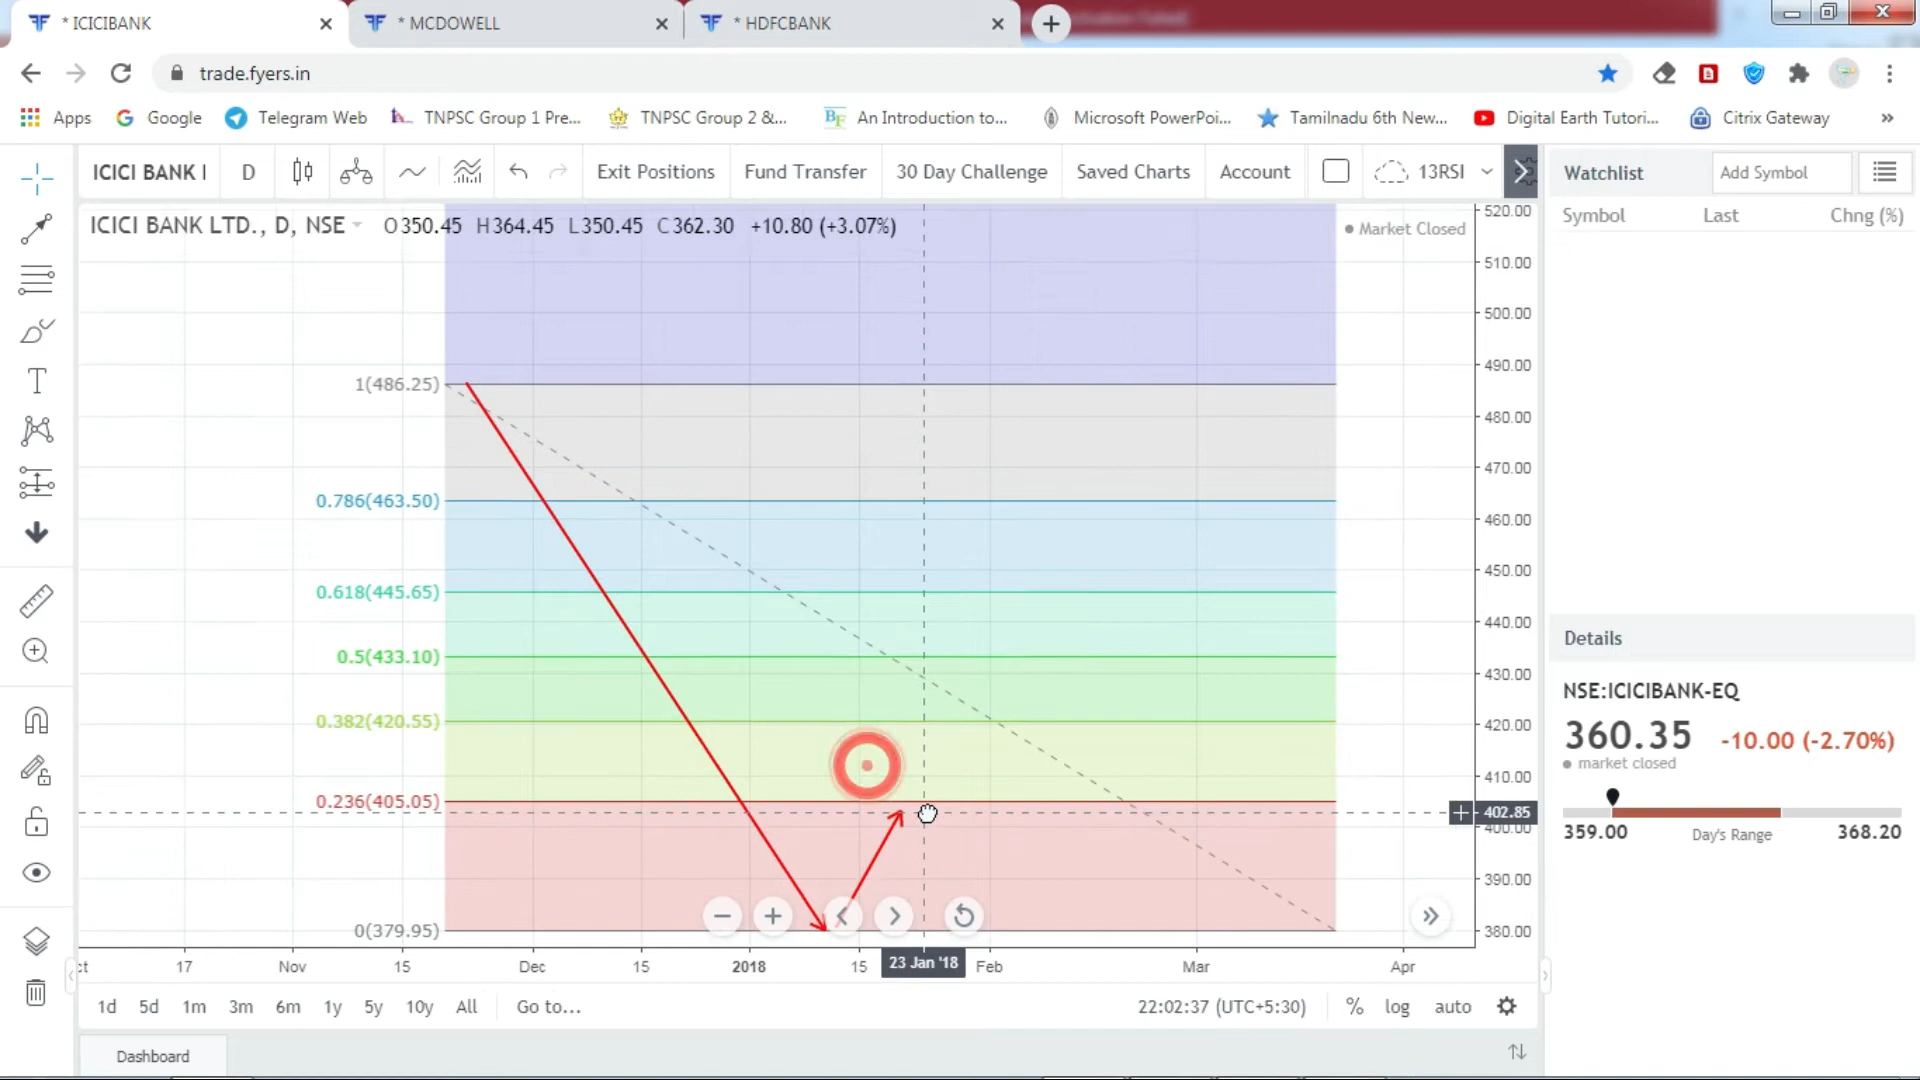 * ICICIBANK
* MCDOWELL
* HDFCBANK
trade.fyers.in
Apps Google Telegram Web TNPSC Group 1 Pre... TNPSC Group 2 &... An Introduction to... Microsoft PowerPoi... Tamilnadu 6th New... Digital Earth Tutori... Citrix Gateway »
ICICI BANK D Exit Positions Fund Transfer 30 Day Challenge Saved Charts Account 13RSI
ICICI BANK LTD., D, NSE O350.45 H364.45 L350.45 C362.30 +10.80 (+3.07%)
Market Closed
520.00
510.00
500.00
490.00
1(486.25)
480.00
470.00
0.786(463.50)
460.00
450.00
0.618(445.65)
440.00
0.5(433.10)
430.00
0.382(420.55)
420.00
410.00
0.236(405.05)
402.85
400.00
390.00
0(379.95)
380.00
17 Nov 15 Dec 15 2018 15 23 Jan '18 Feb Mar Apr
1d 5d 1m 3m 6m 1y 5y 10y All Go to... 22:02:37 (UTC+5:30) % log auto
Dashboard
Watchlist
Add Symbol
Symbol Last Chng (%)
Details
NSE:ICICIBANK-EQ
360.35 -10.00 (-2.70%)
market closed
359.00 Day's Range 368.20